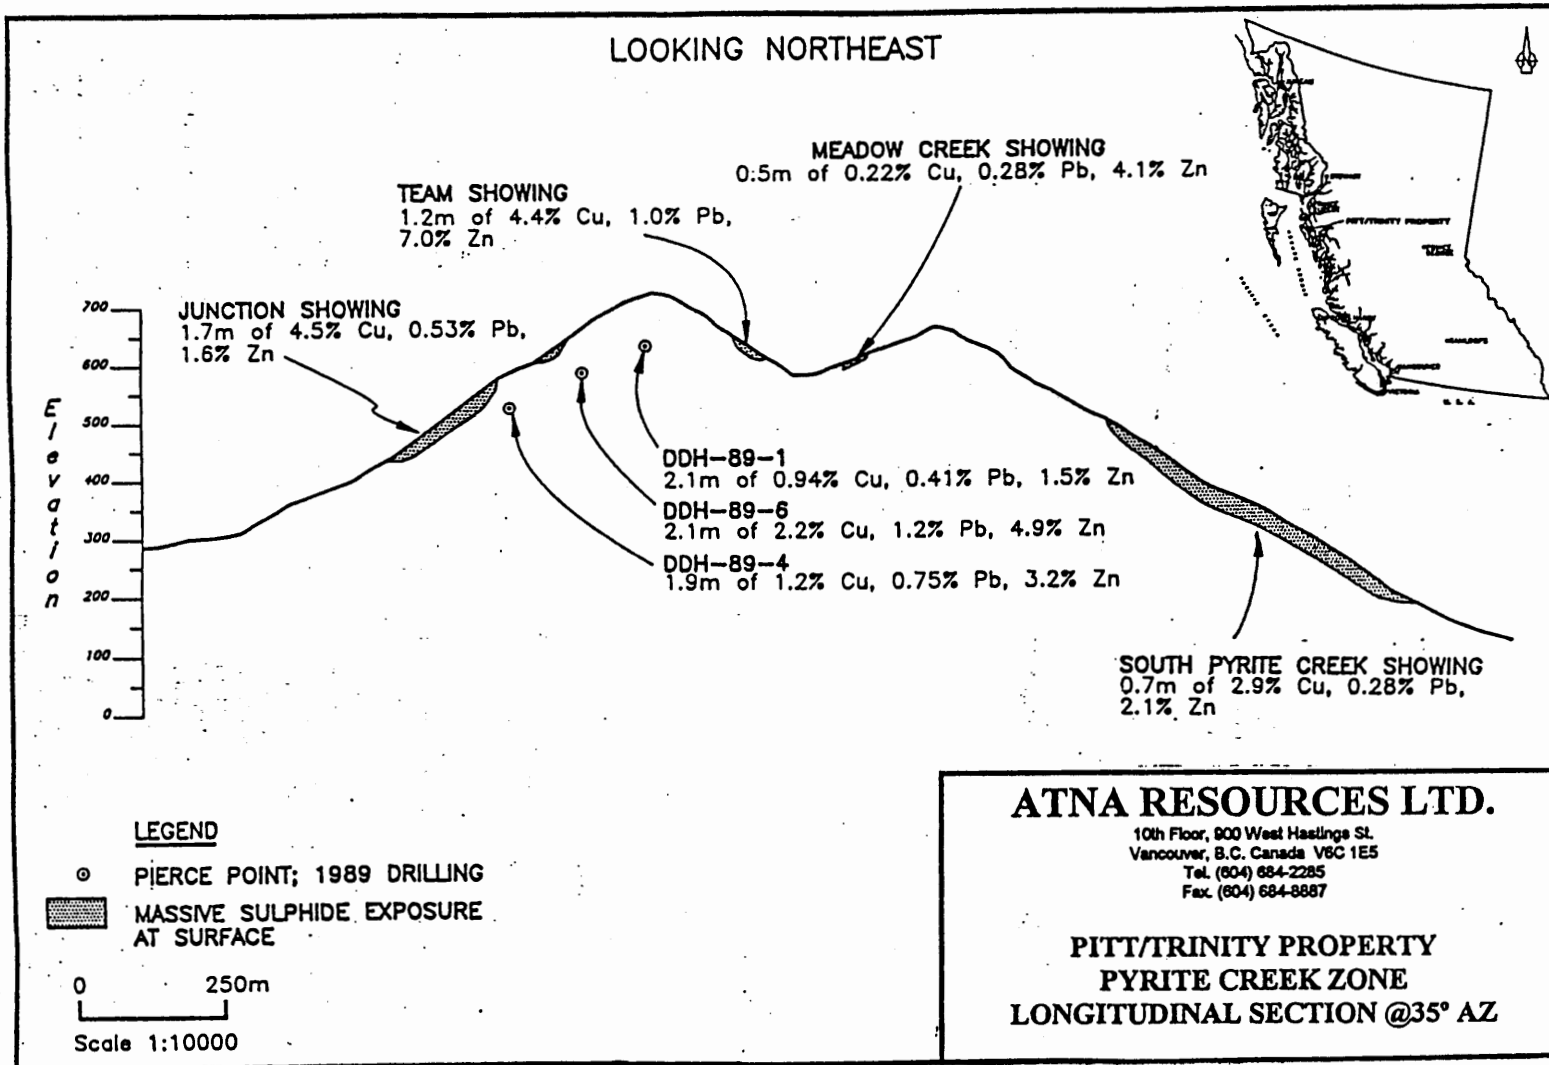 LOOKING NORTHEAST
MEADOW CREEK SHOWING
0.5m of 0.22% Cu, 0.28% Pb, 4.1% Zn
TEAM SHOWING
1.2m of 4.4% Cu, 1.0% Pb,
7.0% Zn
JUNCTION SHOWING
1.7m of 4.5% Cu, 0.53% Pb,
1.6% Zn
PITT/TRINITY PROPERTY
VANCOUVER
VICTORIA
U.S.A.
Elevation
700
600
500
400
300
200
100
0
DDH-89-1
2.1m of 0.94% Cu, 0.41% Pb, 1.5% Zn
DDH-89-6
2.1m of 2.2% Cu, 1.2% Pb, 4.9% Zn
DDH-89-4
1.9m of 1.2% Cu, 0.75% Pb, 3.2% Zn
SOUTH PYRITE CREEK SHOWING
0.7m of 2.9% Cu, 0.28% Pb,
2.1% Zn
LEGEND
PIERCE POINT; 1989 DRILLING
MASSIVE SULPHIDE EXPOSURE
AT SURFACE
0 250m
Scale 1:10000
ATNA RESOURCES LTD.
10th Floor, 900 West Hastings St.
Vancouver, B.C. Canada V6C 1E5
Tel. (604) 684-2285
Fax. (604) 684-8887
PITT/TRINITY PROPERTY
PYRITE CREEK ZONE
LONGITUDINAL SECTION @35° AZ